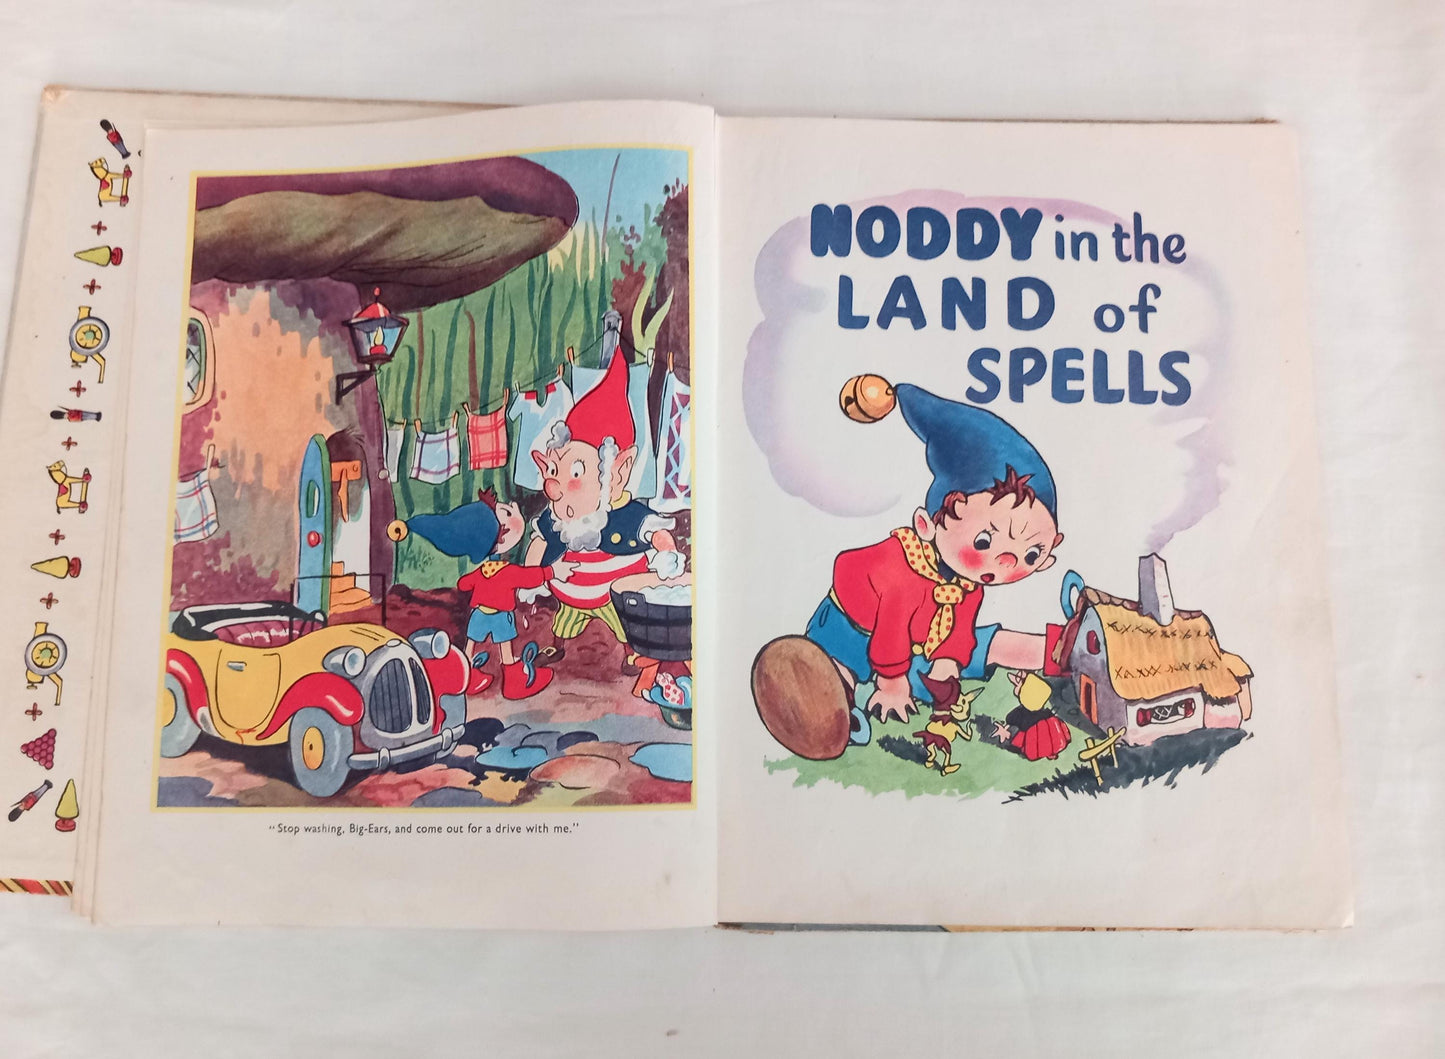 "Stop washing, Big-Ears, and come out for a drive with me."
NODDY in the
LAND of
SPELLS